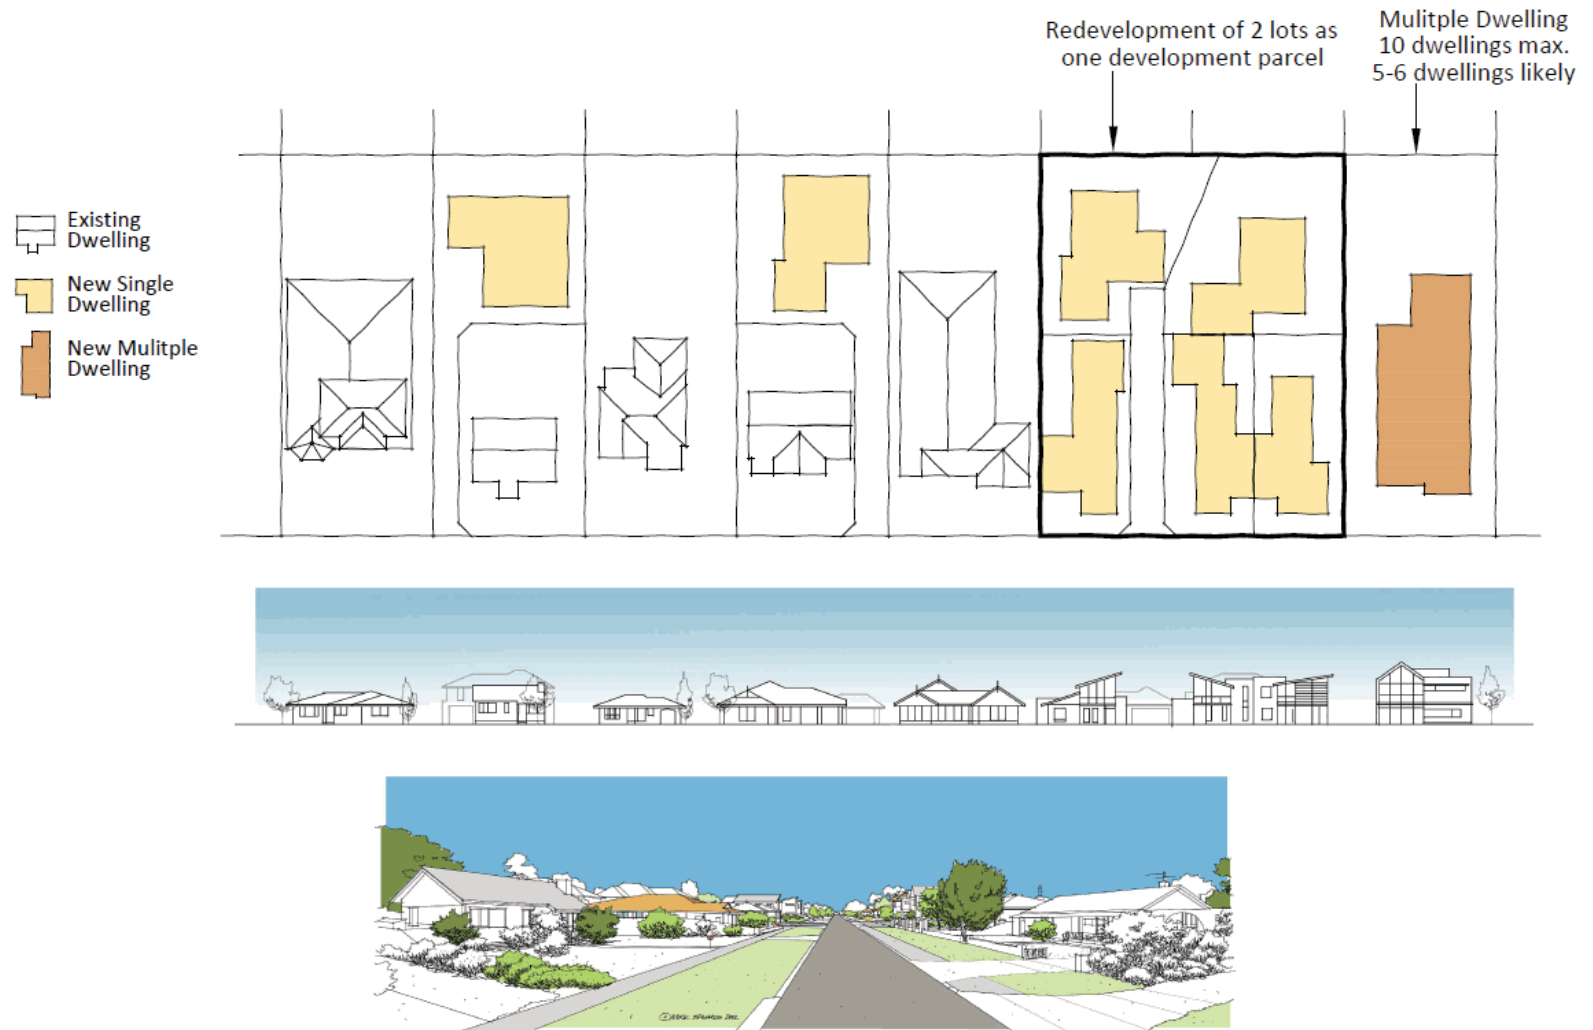 Redevelopment of 2 lots as
one development parcel
Mulitple Dwelling
10 dwellings max.
5-6 dwellings likely
Existing
Dwelling
New Single
Dwelling
New Mulitple
Dwelling